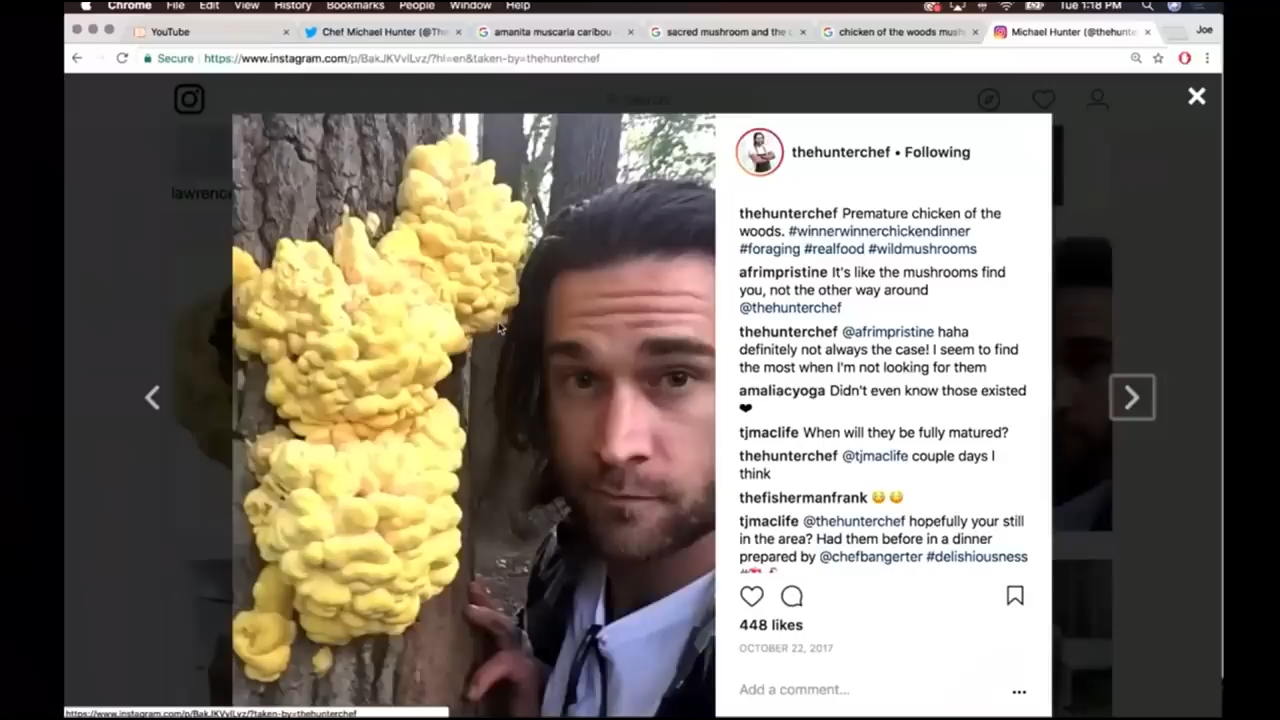 Chrome File Edit View History Bookmarks People Window Help Tue 1:18 PM
YouTube Chef Michael Hunter (@The amanita muscaria caribou sacred mushroom and the c chicken of the woods mush Michael Hunter (@thehunte Joe
Secure https://www.instagram.com/p/BakJKVvlLvz/?hl=en&taken-by=thehunterchef
Search
lawrence
thehunterchef • Following
thehunterchef Premature chicken of the
woods. #winnerwinnerchickendinner
#foraging #realfood #wildmushrooms
afrimpristine It's like the mushrooms find
you, not the other way around
@thehunterchef
thehunterchef @afrimpristine haha
definitely not always the case! I seem to find
the most when I'm not looking for them
amaliacyoga Didn't even know those existed
❤
tjmaclife When will they be fully matured?
thehunterchef @tjmaclife couple days I
think
thefishermanfrank 😳 😳
tjmaclife @thehunterchef hopefully your still
in the area? Had them before in a dinner
prepared by @chefbangerter #delishiousness
448 likes
OCTOBER 22, 2017
Add a comment...
https://www.instagram.com/p/BakJKVvlLvz/?taken-by=thehunterchef